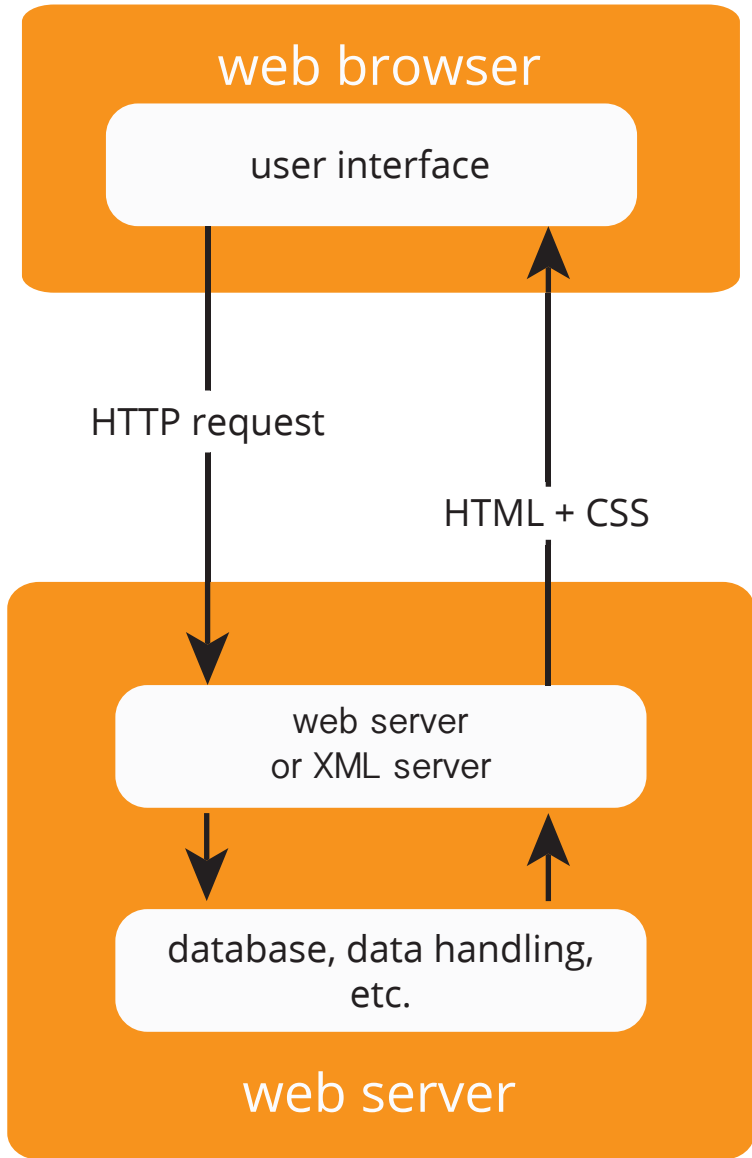 web browser
user interface
HTTP request
HTML + CSS
web server
or XML server
database, data handling,
etc.
web server